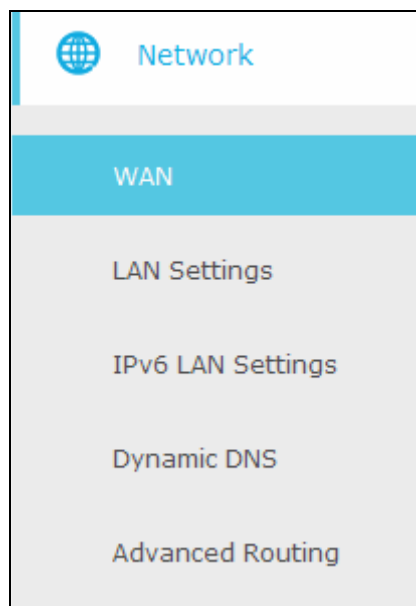 Network
WAN
LAN Settings
IPv6 LAN Settings
Dynamic DNS
Advanced Routing